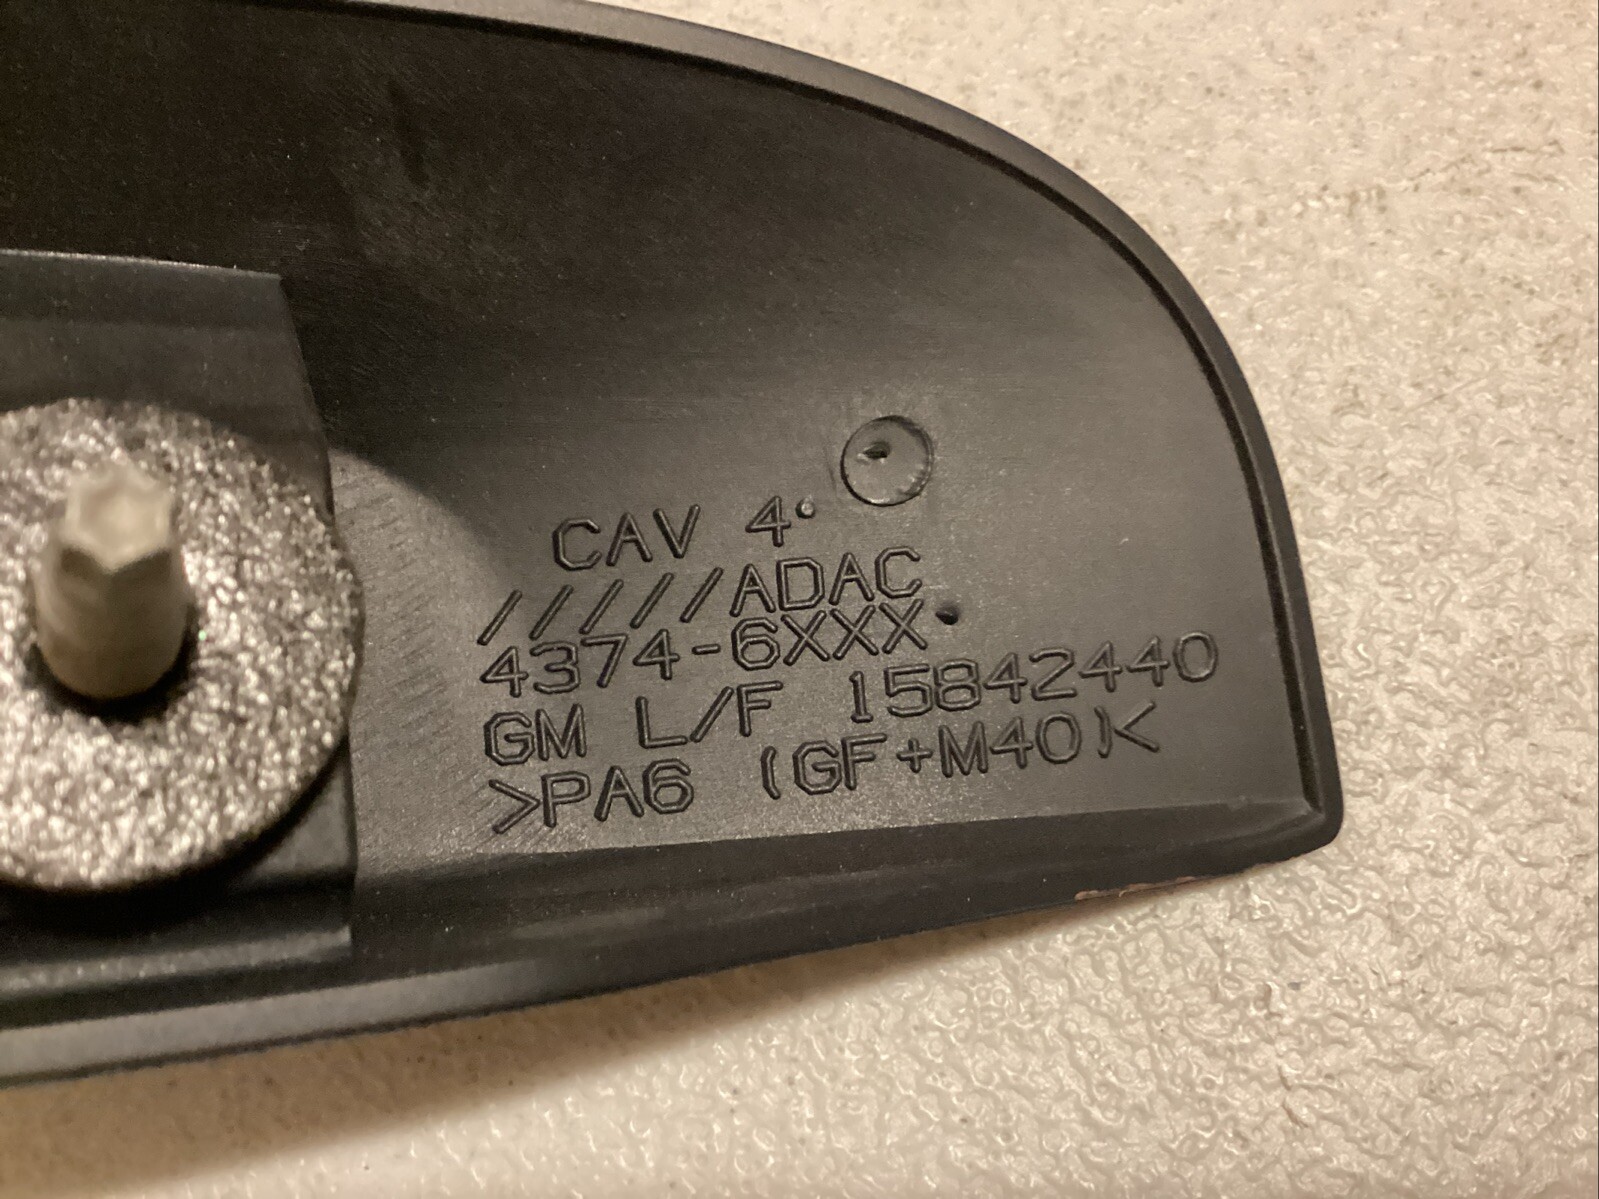 CAV 4
/////ADAC
4374-6XXX
GM L/F 15842440
>PA6 (GF+M40)<